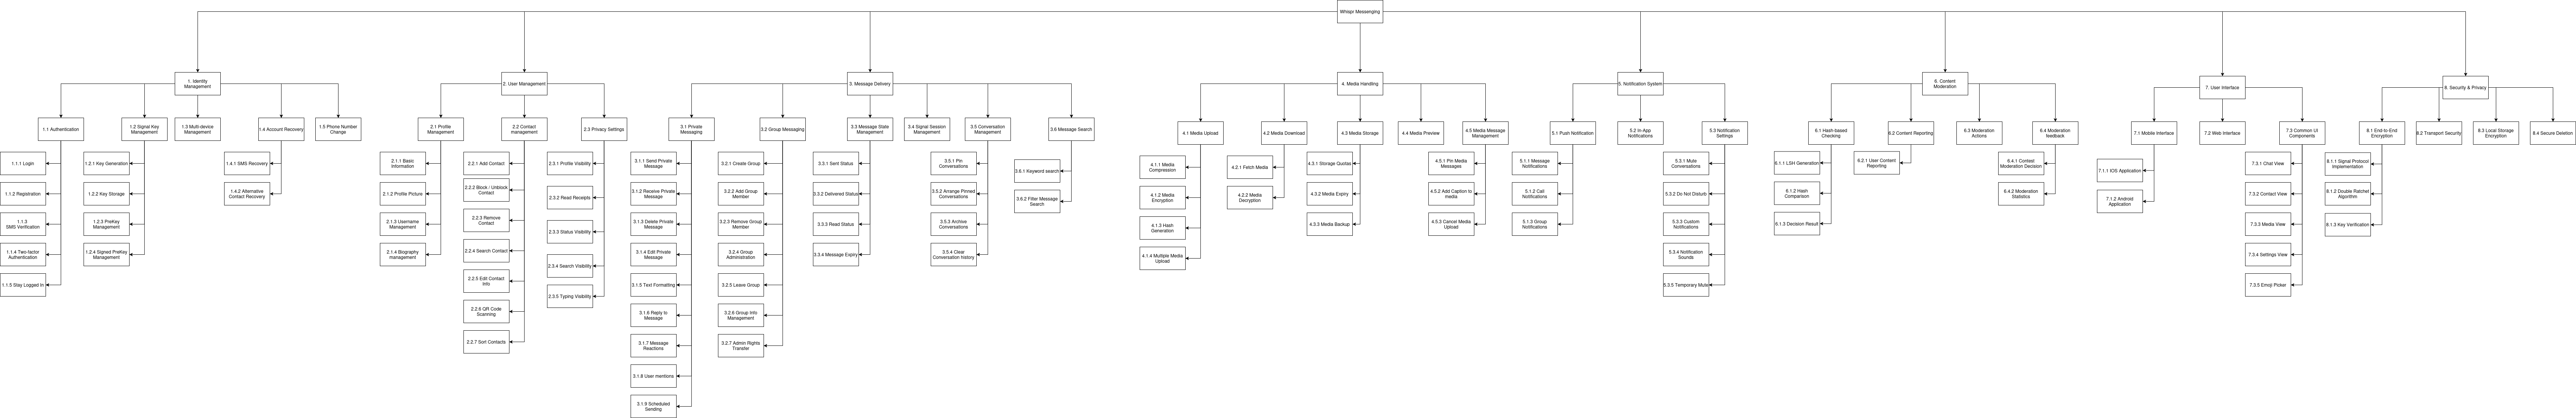 Whispr Messenging
1. Identity
Management
2. User Management
3. Message Delivery
4. Media Handling
5. Notification System
6. Content
Moderation
7. User Interface
8. Security & Privacy
1.1 Authentication
1.2 Signal Key
Management
1.3 Multi-device
Management
1.4 Account Recovery
1.5 Phone Number
Change
2.1 Profile
Management
2.2 Contact
management
2.3 Privacy Settings
3.1 Private
Messaging
3.2 Group Messaging
3.3 Message State
Management
3.4 Signal Session
Management
3.5 Conversation
Management
3.6 Message Search
4.1 Media Upload
4.2 Media Download
4.3 Media Storage
4.4 Media Preview
4.5 Media Message
Management
5.1 Push Notification
5.2 In-App
Notifications
5.3 Notification
Settings
6.1 Hash-based
Checking
6.2 Content Reporting
6.3 Moderation
Actions
6.4 Moderation
feedback
7.1 Mobile Interface
7.2 Web Interface
7.3 Common UI
Components
8.1 End-to-End
Encryption
8.2 Transport Security
8.3 Local Storage
Encryption
8.4 Secure Deletion
1.1.1 Login
1.1.2 Registration
1.1.3
SMS Verification
1.1.4 Two-factor
Authentication
1.1.5 Stay Logged In
1.2.1 Key Generation
1.2.2 Key Storage
1.2.3 PreKey
Management
1.2.4 Signed PreKey
Management
1.4.1 SMS Recovery
1.4.2 Alternative
Contact Recovery
2.1.1 Basic
Information
2.1.2 Profile Picture
2.1.3 Username
Management
2.1.4 Biography
management
2.2.1 Add Contact
2.2.2 Block / Unblock
Contact
2.2.3 Remove
Contact
2.2.4 Search Contact
2.2.5 Edit Contact
Info
2.2.6 QR Code
Scanning
2.2.7 Sort Contacts
2.3.1 Profile Visibility
2.3.2 Read Receipts
2.3.3 Status Visibility
2.3.4 Search Visibility
2.3.5 Typing Visibility
3.1.1 Send Private
Message
3.1.2 Receive Private
Message
3.1.3 Delete Private
Message
3.1.4 Edit Private
Message
3.1.5 Text Formatting
3.1.6 Reply to
Message
3.1.7 Message
Reactions
3.1.8 User mentions
3.1.9 Scheduled
Sending
3.2.1 Create Group
3.2.2 Add Group
Member
3.2.3 Remove Group
Member
3.2.4 Group
Administration
3.2.5 Leave Group
3.2.6 Group Info
Management
3.2.7 Admin Rights
Transfer
3.3.1 Sent Status
3.3.2 Delivered Status
3.3.3 Read Status
3.3.4 Message Expiry
3.5.1 Pin
Conversations
3.5.2 Arrange Pinned
Conversations
3.5.3 Archive
Conversations
3.5.4 Clear
Conversation history
3.6.1 Keyword search
3.6.2 Filter Message
Search
4.1.1 Media
Compression
4.1.2 Media
Encryption
4.1.3 Hash
Generation
4.1.4 Multiple Media
Upload
4.2.1 Fetch Media
4.2.2 Media
Decryption
4.3.1 Storage Quotas
4.3.2 Media Expiry
4.3.3 Media Backup
4.5.1 Pin Media
Messages
4.5.2 Add Caption to
media
4.5.3 Cancel Media
Upload
5.1.1 Message
Notifications
5.1.2 Call
Notifications
5.1.3 Group
Notifications
5.3.1 Mute
Conversations
5.3.2 Do Not Disturb
5.3.3 Custom
Notifications
5.3.4 Notification
Sounds
5.3.5 Temporary Mute
6.1.1 LSH Generation
6.1.2 Hash
Comparison
6.1.3 Decision Result
6.2.1 User Content
Reporting
6.4.1 Contest
Moderation Decision
6.4.2 Moderation
Statistics
7.1.1 IOS Application
7.1.2 Android
Application
7.3.1 Chat View
7.3.2 Contact View
7.3.3 Media View
7.3.4 Settings View
7.3.5 Emoji Picker
8.1.1 Signal Protocol
Implementation
8.1.2 Double Ratchet
Algorithm
8.1.3 Key Verification